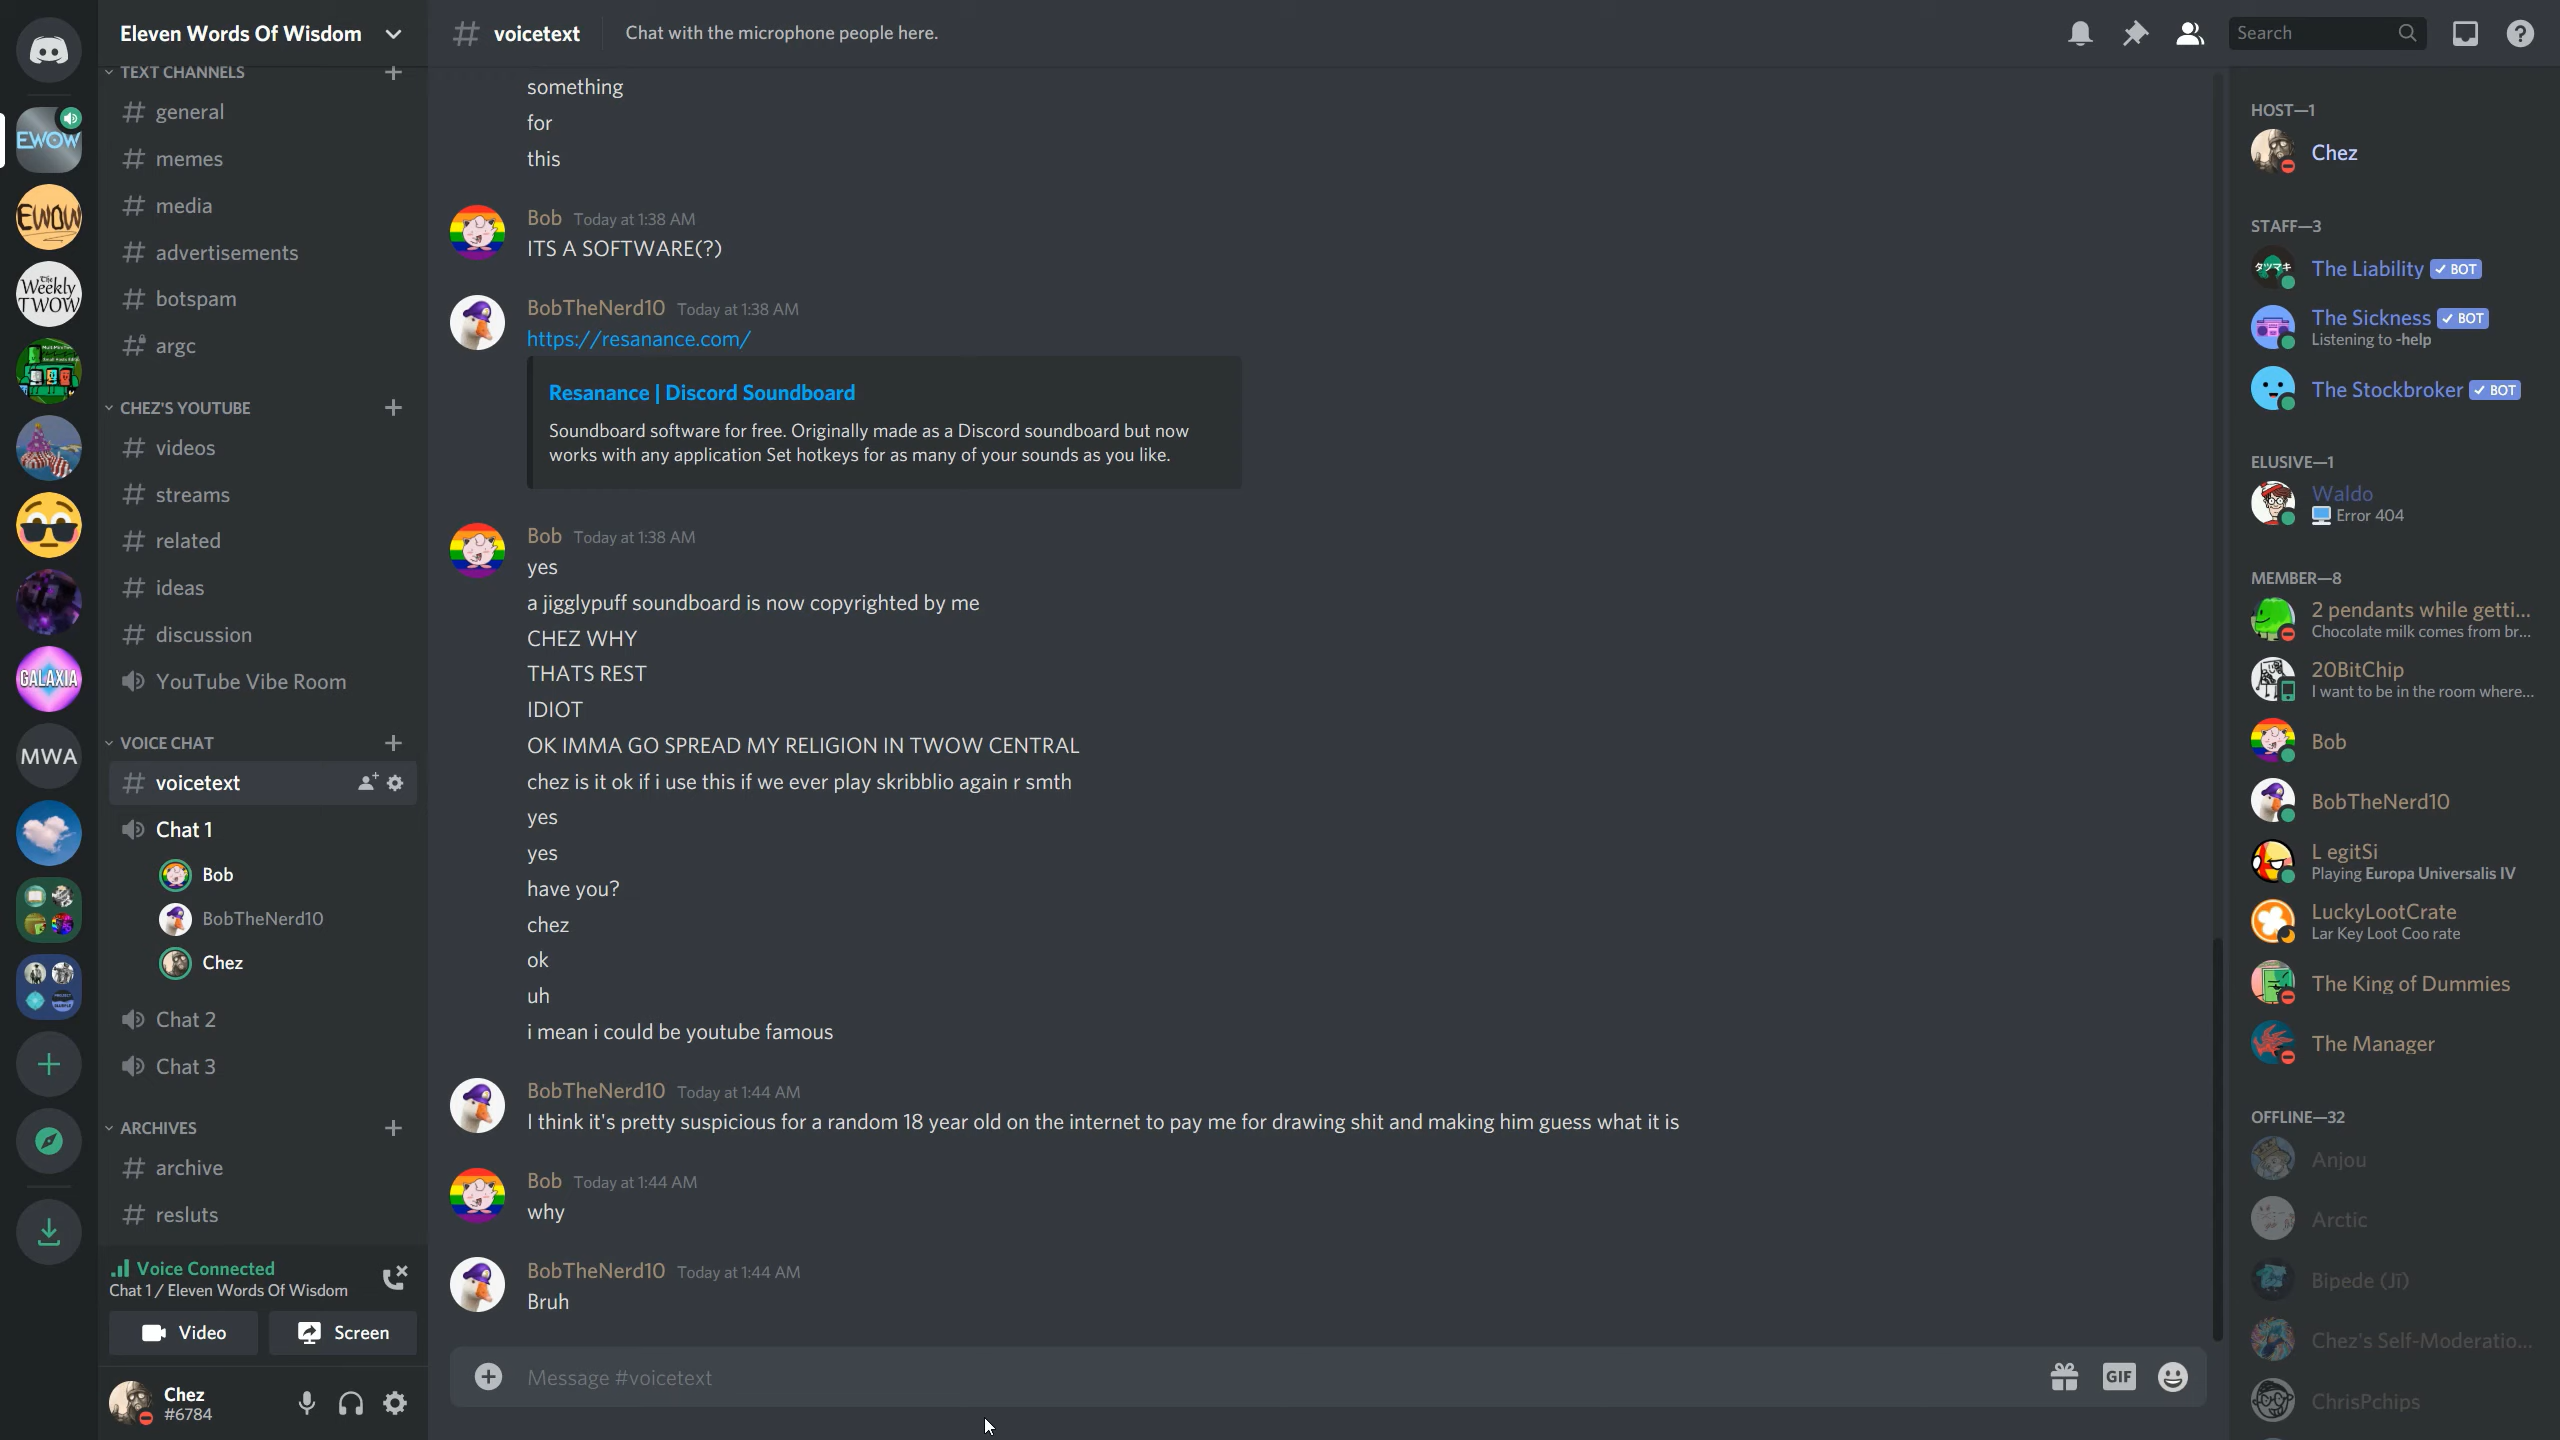 Eleven Words Of Wisdom
TEXT CHANNELS
general
memes
media
advertisements
botspam
argc
CHEZ'S YOUTUBE
videos
streams
related
ideas
discussion
YouTube Vibe Room
VOICE CHAT
voicetext
Chat 1
Bob
BobTheNerd10
Chez
Chat 2
Chat 3
ARCHIVES
archive
resluts
Voice Connected
Chat 1 / Eleven Words Of Wisdom
Video Screen
Chez
#6784
EWOW
EWOW
The Weekly TWOW
GALAXIA
MWA
voicetext
Chat with the microphone people here.
Search
something
for
this
Bob Today at 1:38 AM
ITS A SOFTWARE(?)
BobTheNerd10 Today at 1:38 AM
https://resanance.com/
Resanance | Discord Soundboard
Soundboard software for free. Originally made as a Discord soundboard but now
works with any application Set hotkeys for as many of your sounds as you like.
Bob Today at 1:38 AM
yes
a jigglypuff soundboard is now copyrighted by me
CHEZ WHY
THATS REST
IDIOT
OK IMMA GO SPREAD MY RELIGION IN TWOW CENTRAL
chez is it ok if i use this if we ever play skribblio again r smth
yes
yes
have you?
chez
ok
uh
i mean i could be youtube famous
BobTheNerd10 Today at 1:44 AM
I think it's pretty suspicious for a random 18 year old on the internet to pay me for drawing shit and making him guess what it is
Bob Today at 1:44 AM
why
BobTheNerd10 Today at 1:44 AM
Bruh
Message #voicetext
GIF
HOST—1
Chez
STAFF—3
The Liability BOT
The Sickness BOT
Listening to -help
The Stockbroker BOT
ELUSIVE—1
Waldo
Error 404
MEMBER—8
2 pendants while getti...
Chocolate milk comes from br...
20BitChip
I want to be in the room where...
Bob
BobTheNerd10
L egitSi
Playing Europa Universalis IV
LuckyLootCrate
Lar Key Loot Coo rate
The King of Dummies
The Manager
OFFLINE—32
Anjou
Arctic
Bipede (Jī)
Chez's Self-Moderatio...
ChrisPchips